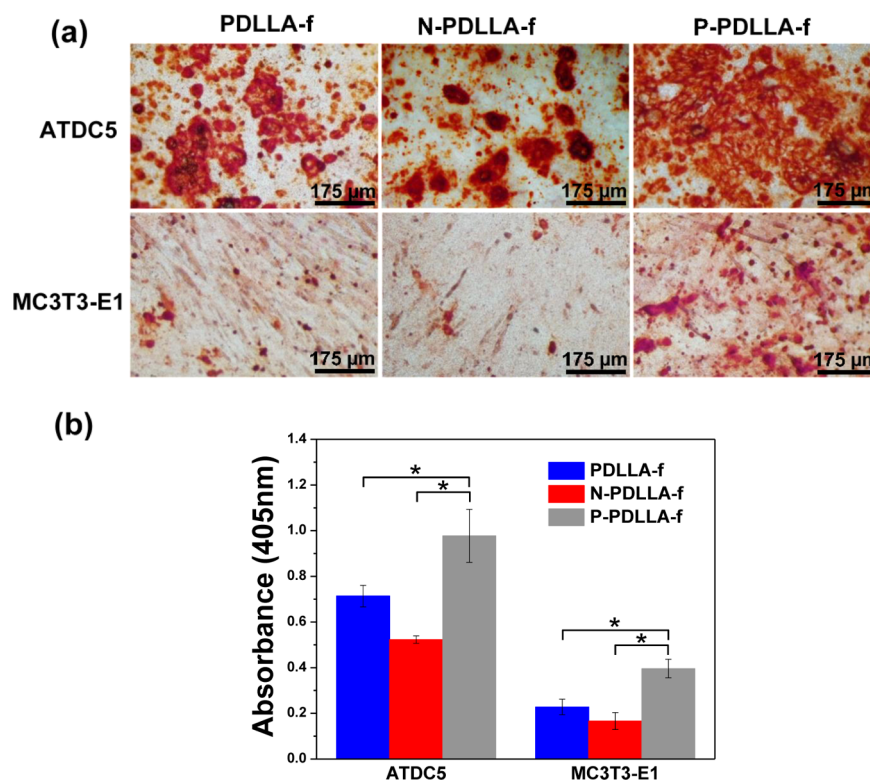 (a)
PDLLA-f N-PDLLA-f P-PDLLA-f
ATDC5
175 µm 175 µm 175 µm
MC3T3-E1
175 µm 175 µm 175 µm
(b)
Absorbance (405nm)
1.4
1.2
1.0
0.8
0.6
0.4
0.2
0.0
* *
* *
PDLLA-f
N-PDLLA-f
P-PDLLA-f
ATDC5 MC3T3-E1